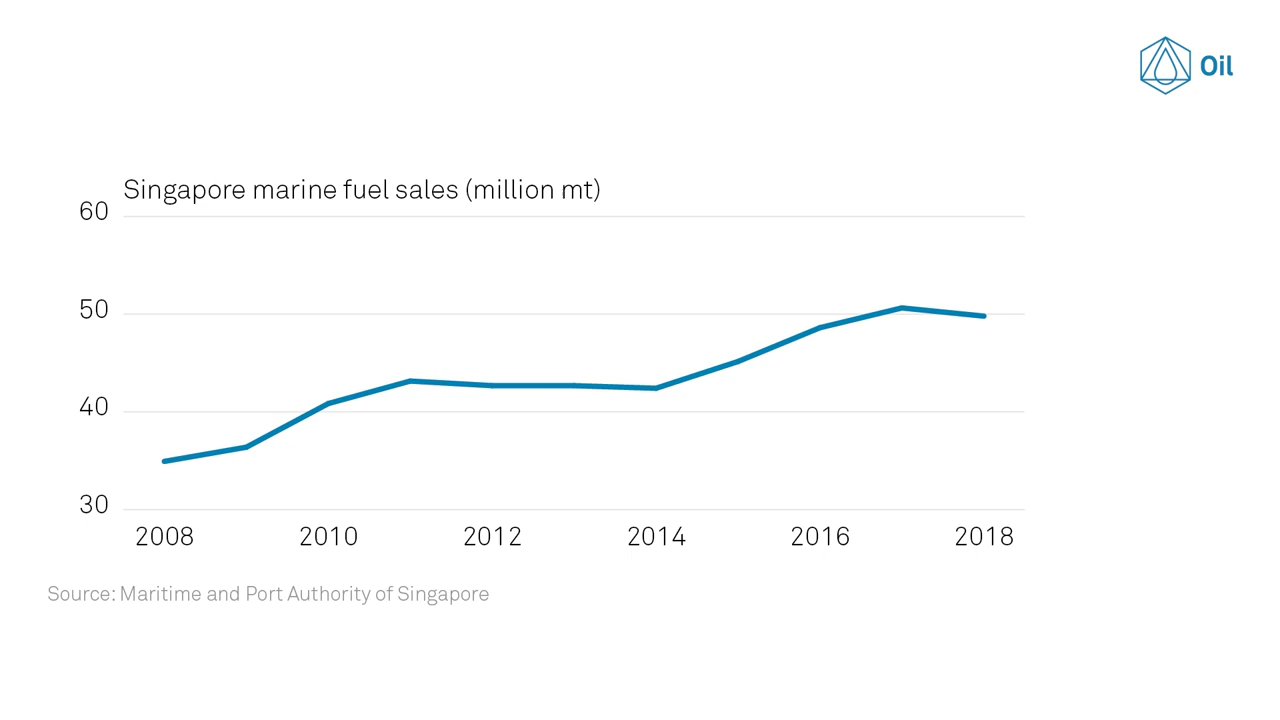 Oil
Singapore marine fuel sales (million mt)
60
50
40
30
2008 2010 2012 2014 2016 2018
Source: Maritime and Port Authority of Singapore